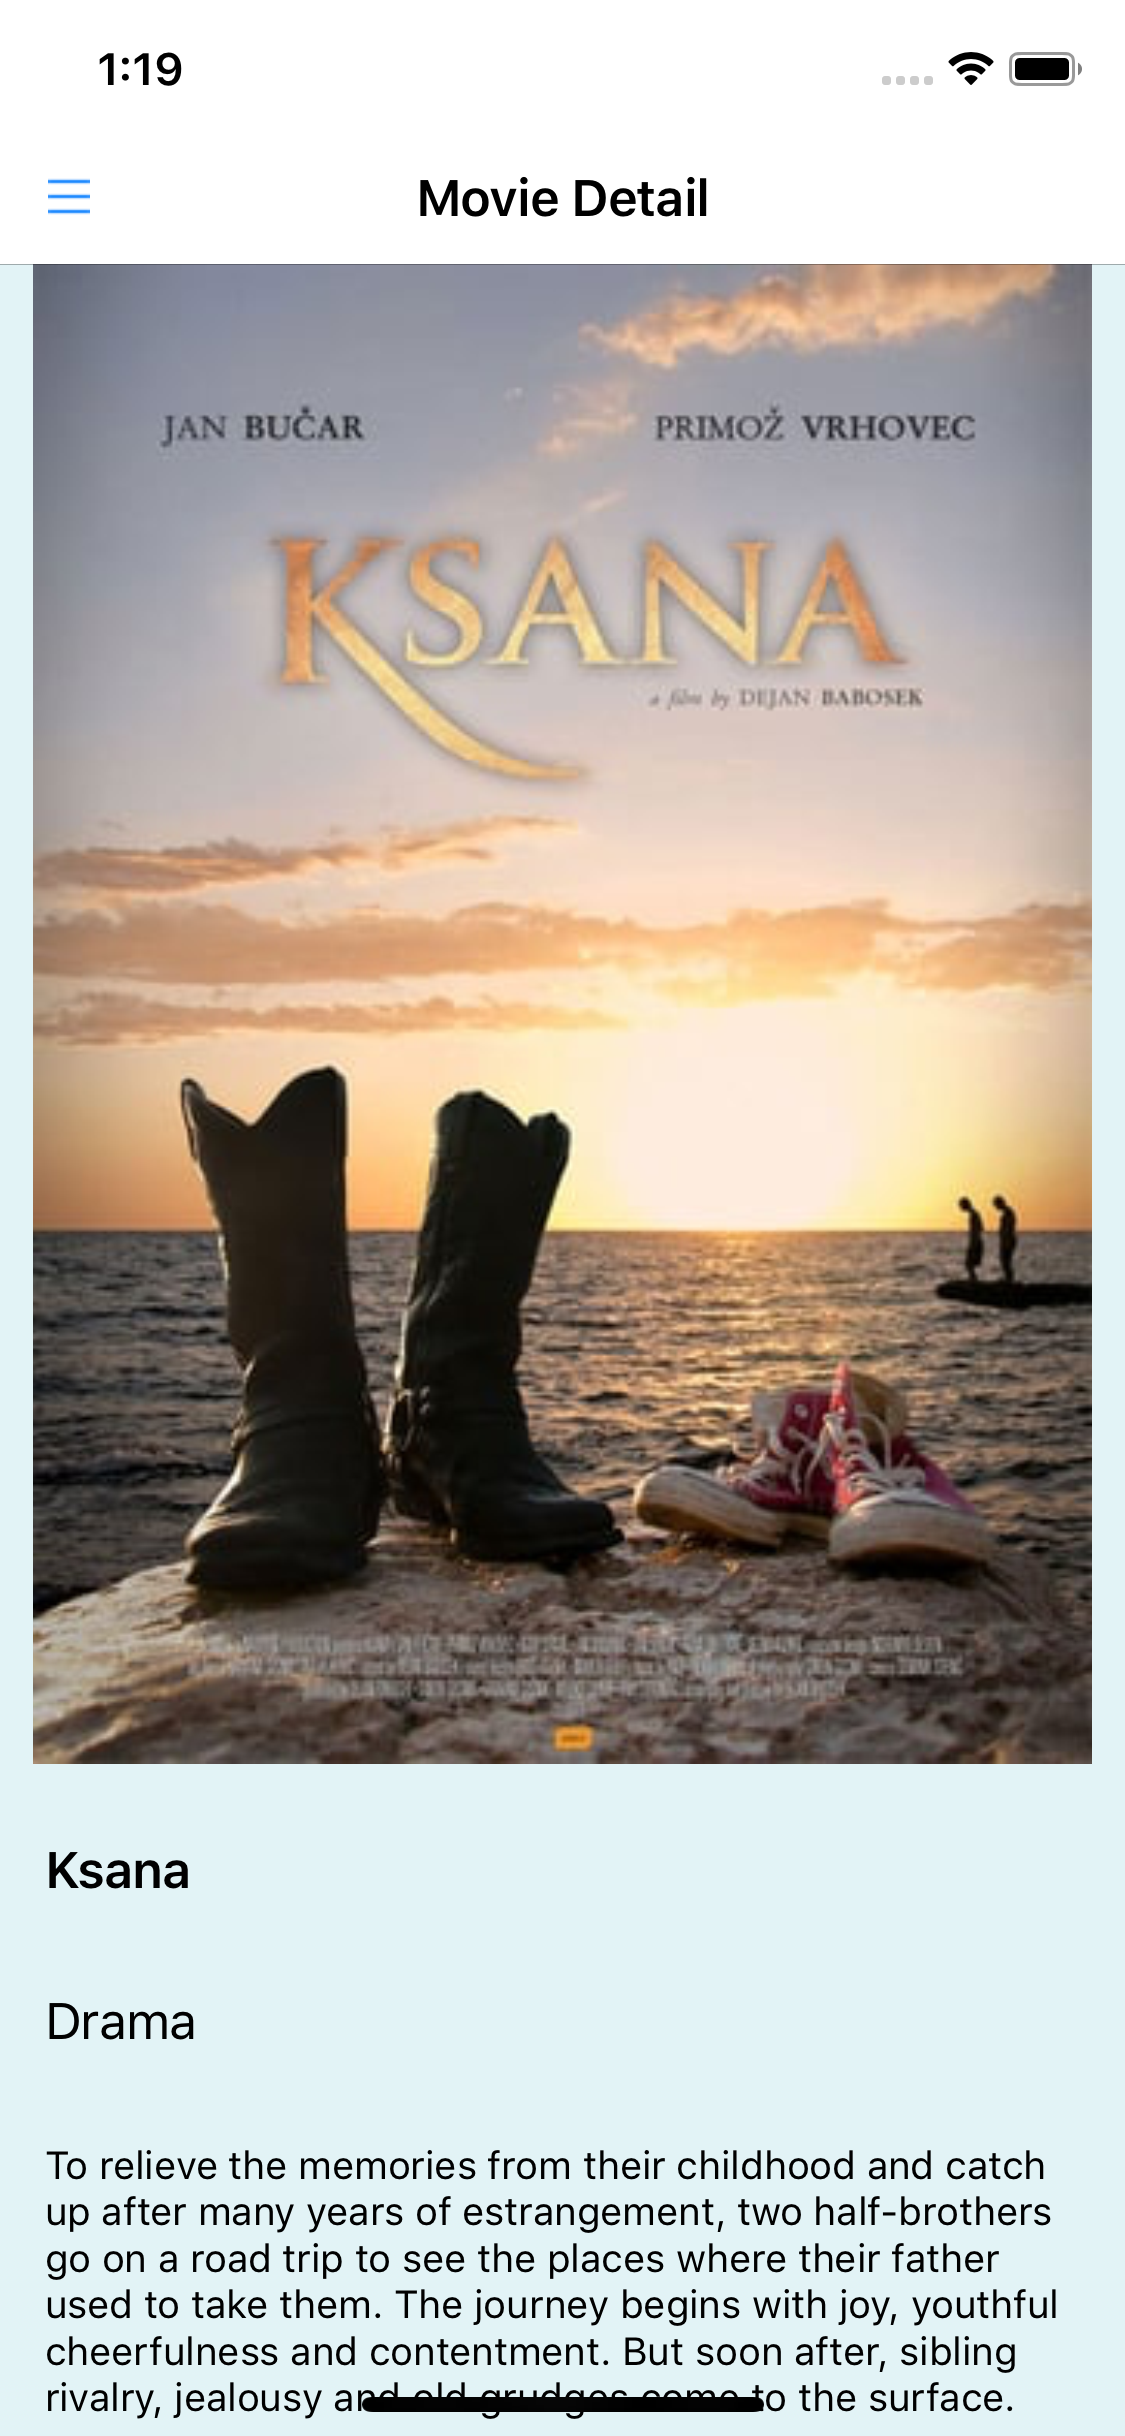 1:19
Movie Detail
JAN BUČAR PRIMOŽ VRHOVEC
KSANA
a film by DEJAN BABOSEK
Ksana
Drama
To relieve the memories from their childhood and catch
up after many years of estrangement, two half-brothers
go on a road trip to see the places where their father
used to take them. The journey begins with joy, youthful
cheerfulness and contentment. But soon after, sibling
rivalry, jealousy and old grudges come to the surface.